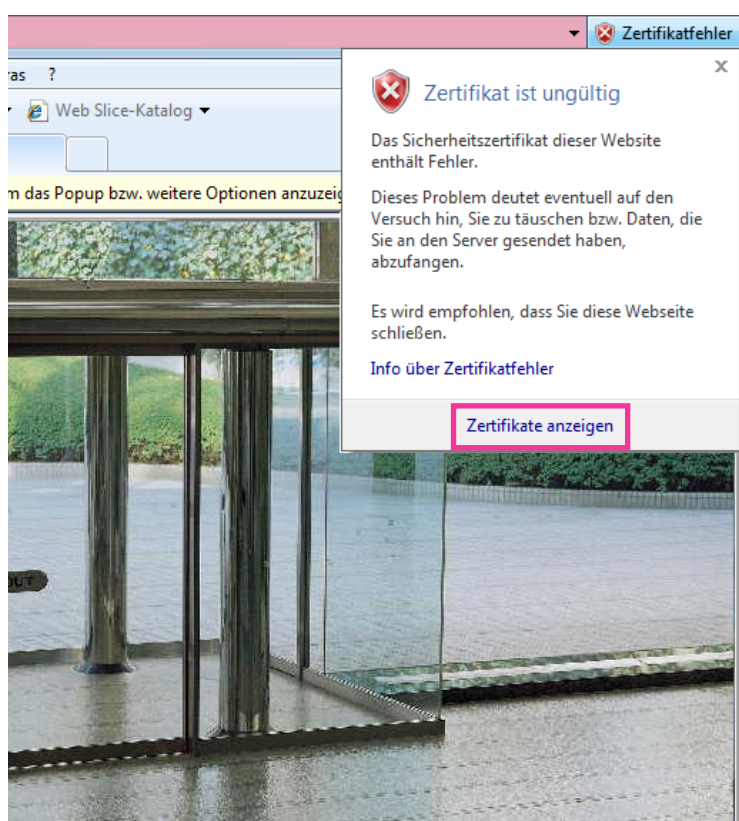 Zertifikatfehler
ras ?
Web Slice-Katalog
m das Popup bzw. weitere Optionen anzuzeig
x
Zertifikat ist ungültig
Das Sicherheitszertifikat dieser Website
enthält Fehler.
Dieses Problem deutet eventuell auf den
Versuch hin, Sie zu täuschen bzw. Daten, die
Sie an den Server gesendet haben,
abzufangen.
Es wird empfohlen, dass Sie diese Webseite
schließen.
Info über Zertifikatfehler
Zertifikate anzeigen
OUT